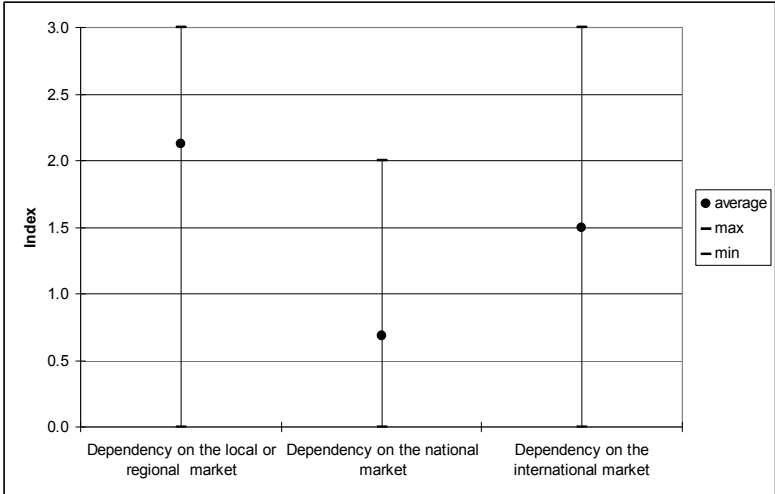 3.0
2.5
2.0
1.5
1.0
0.5
0.0
Index
Dependency on the local or
regional market
Dependency on the national
market
Dependency on the
international market
average
max
min